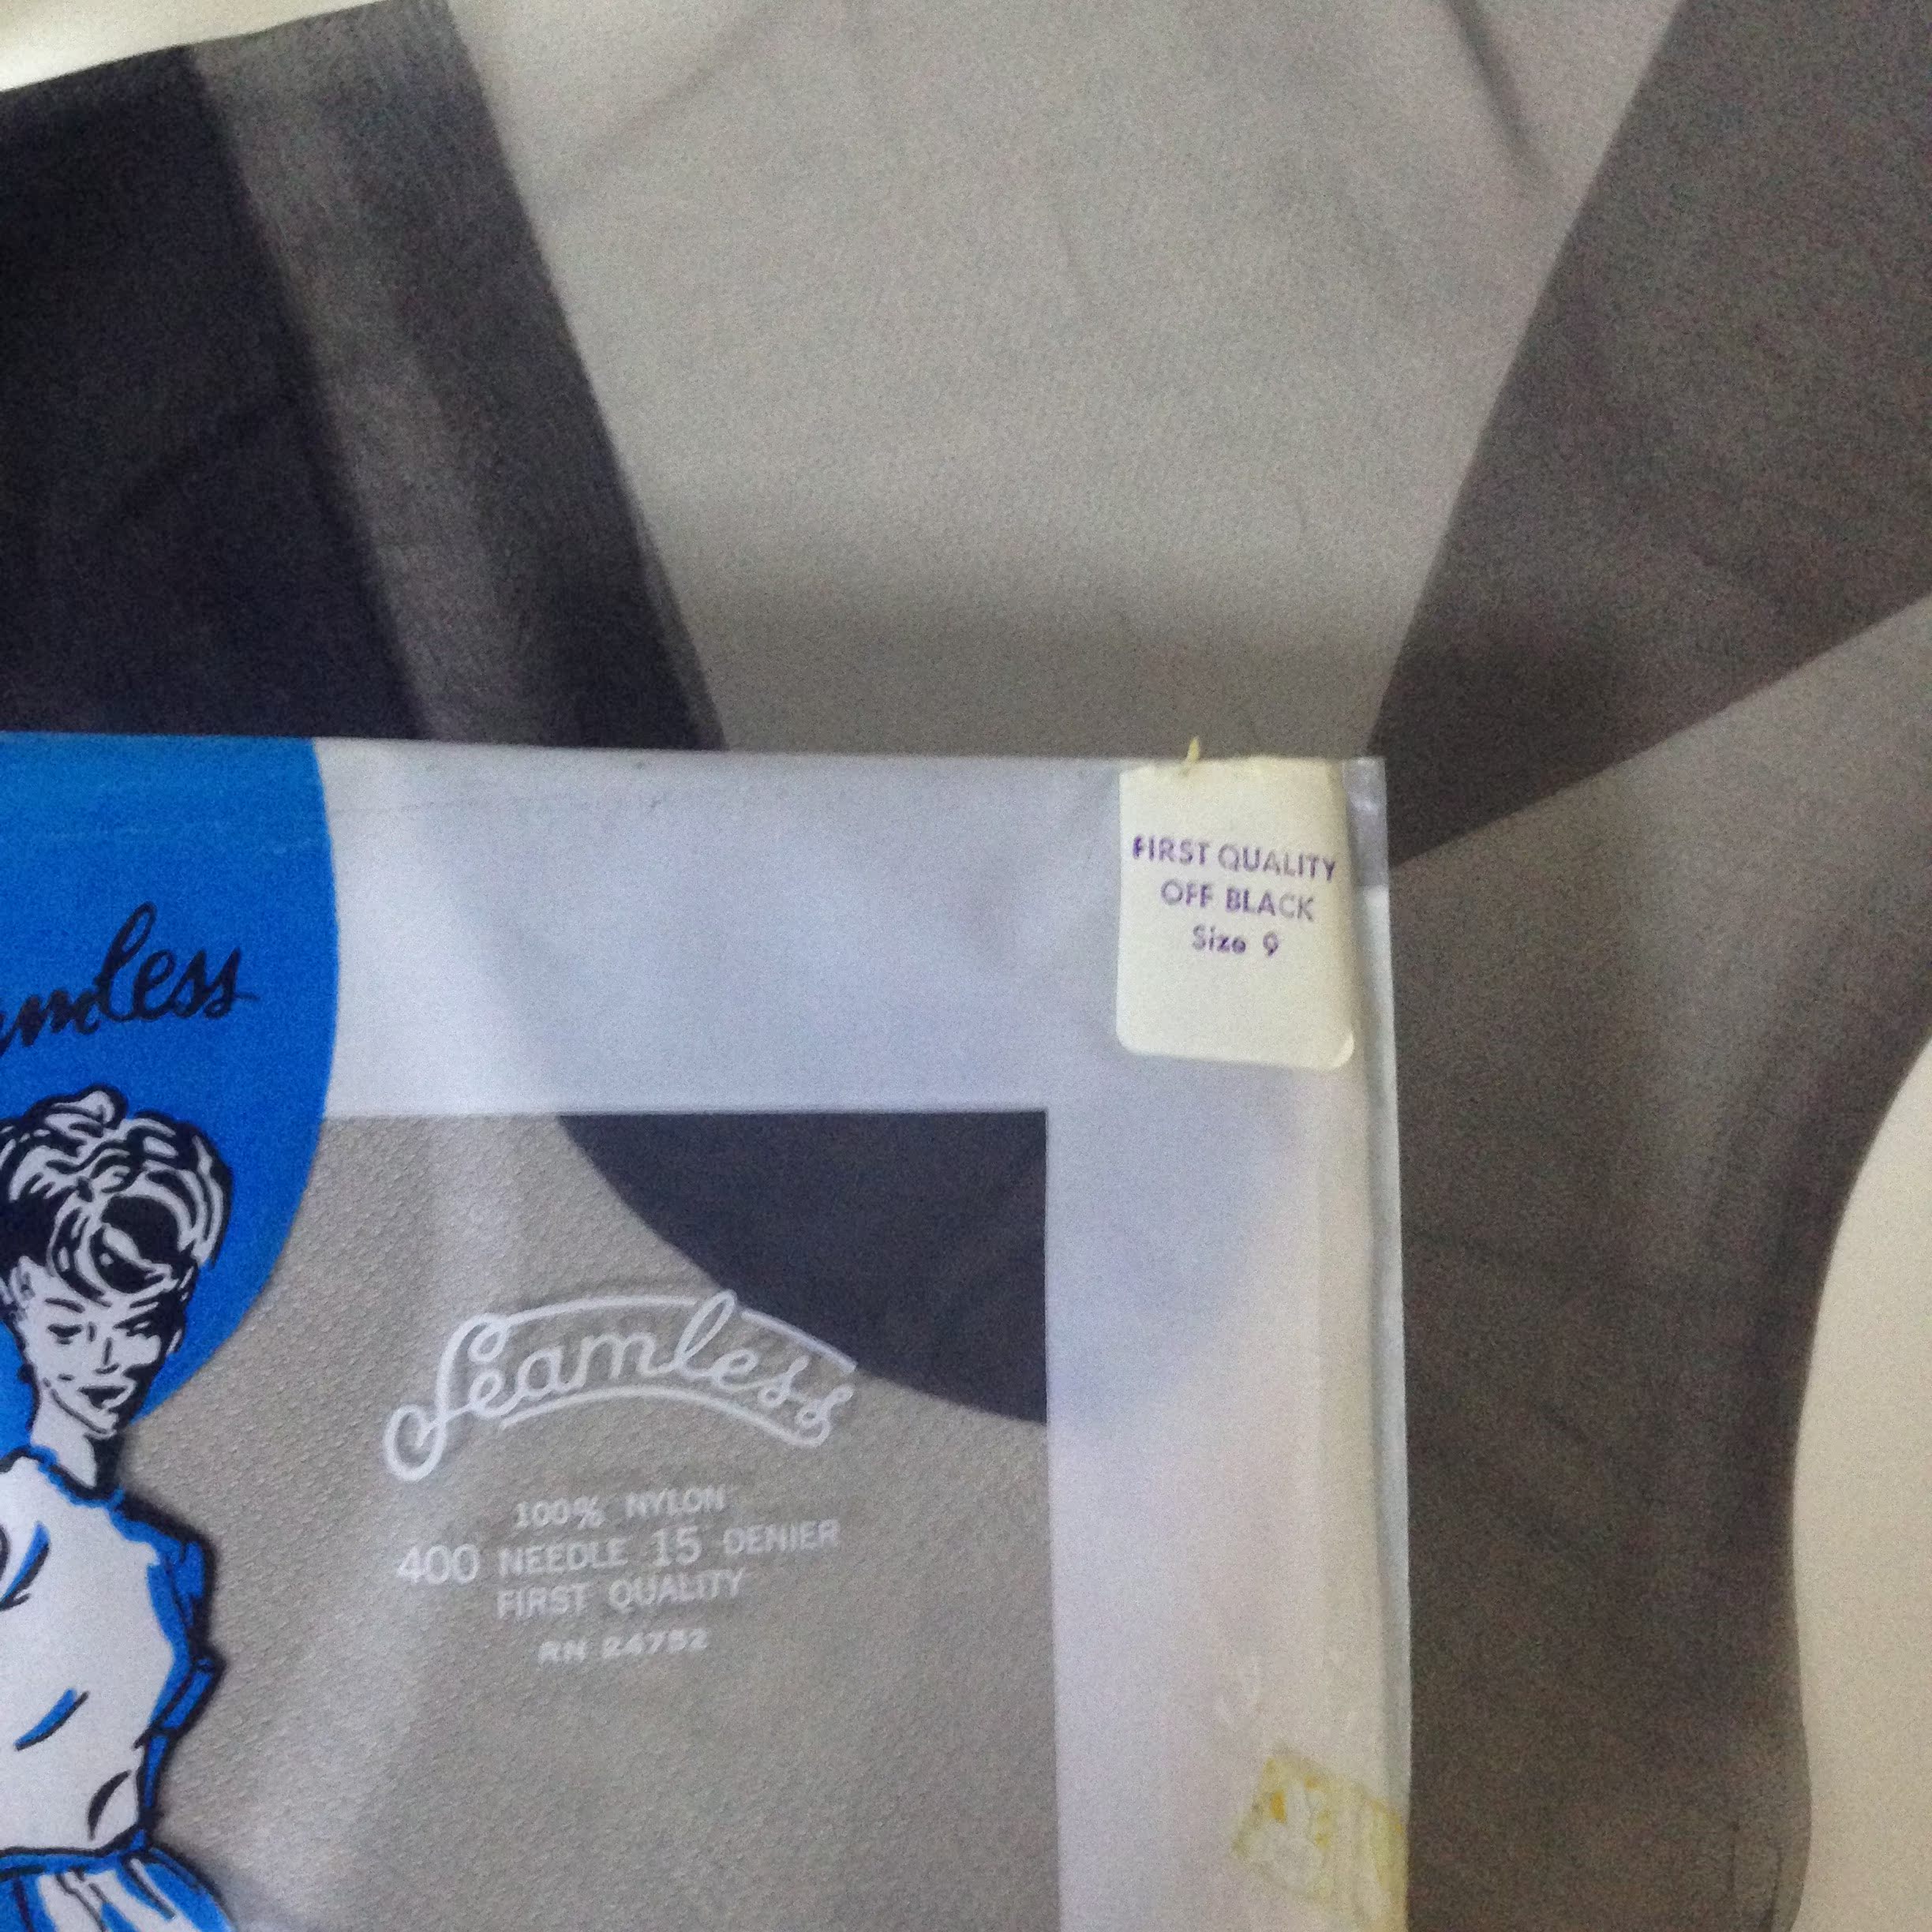 FIRST QUALITY
OFF BLACK
Size 9
amless
Seamless
100% NYLON
400 NEEDLE 15 DENIER
FIRST QUALITY
RN 24752